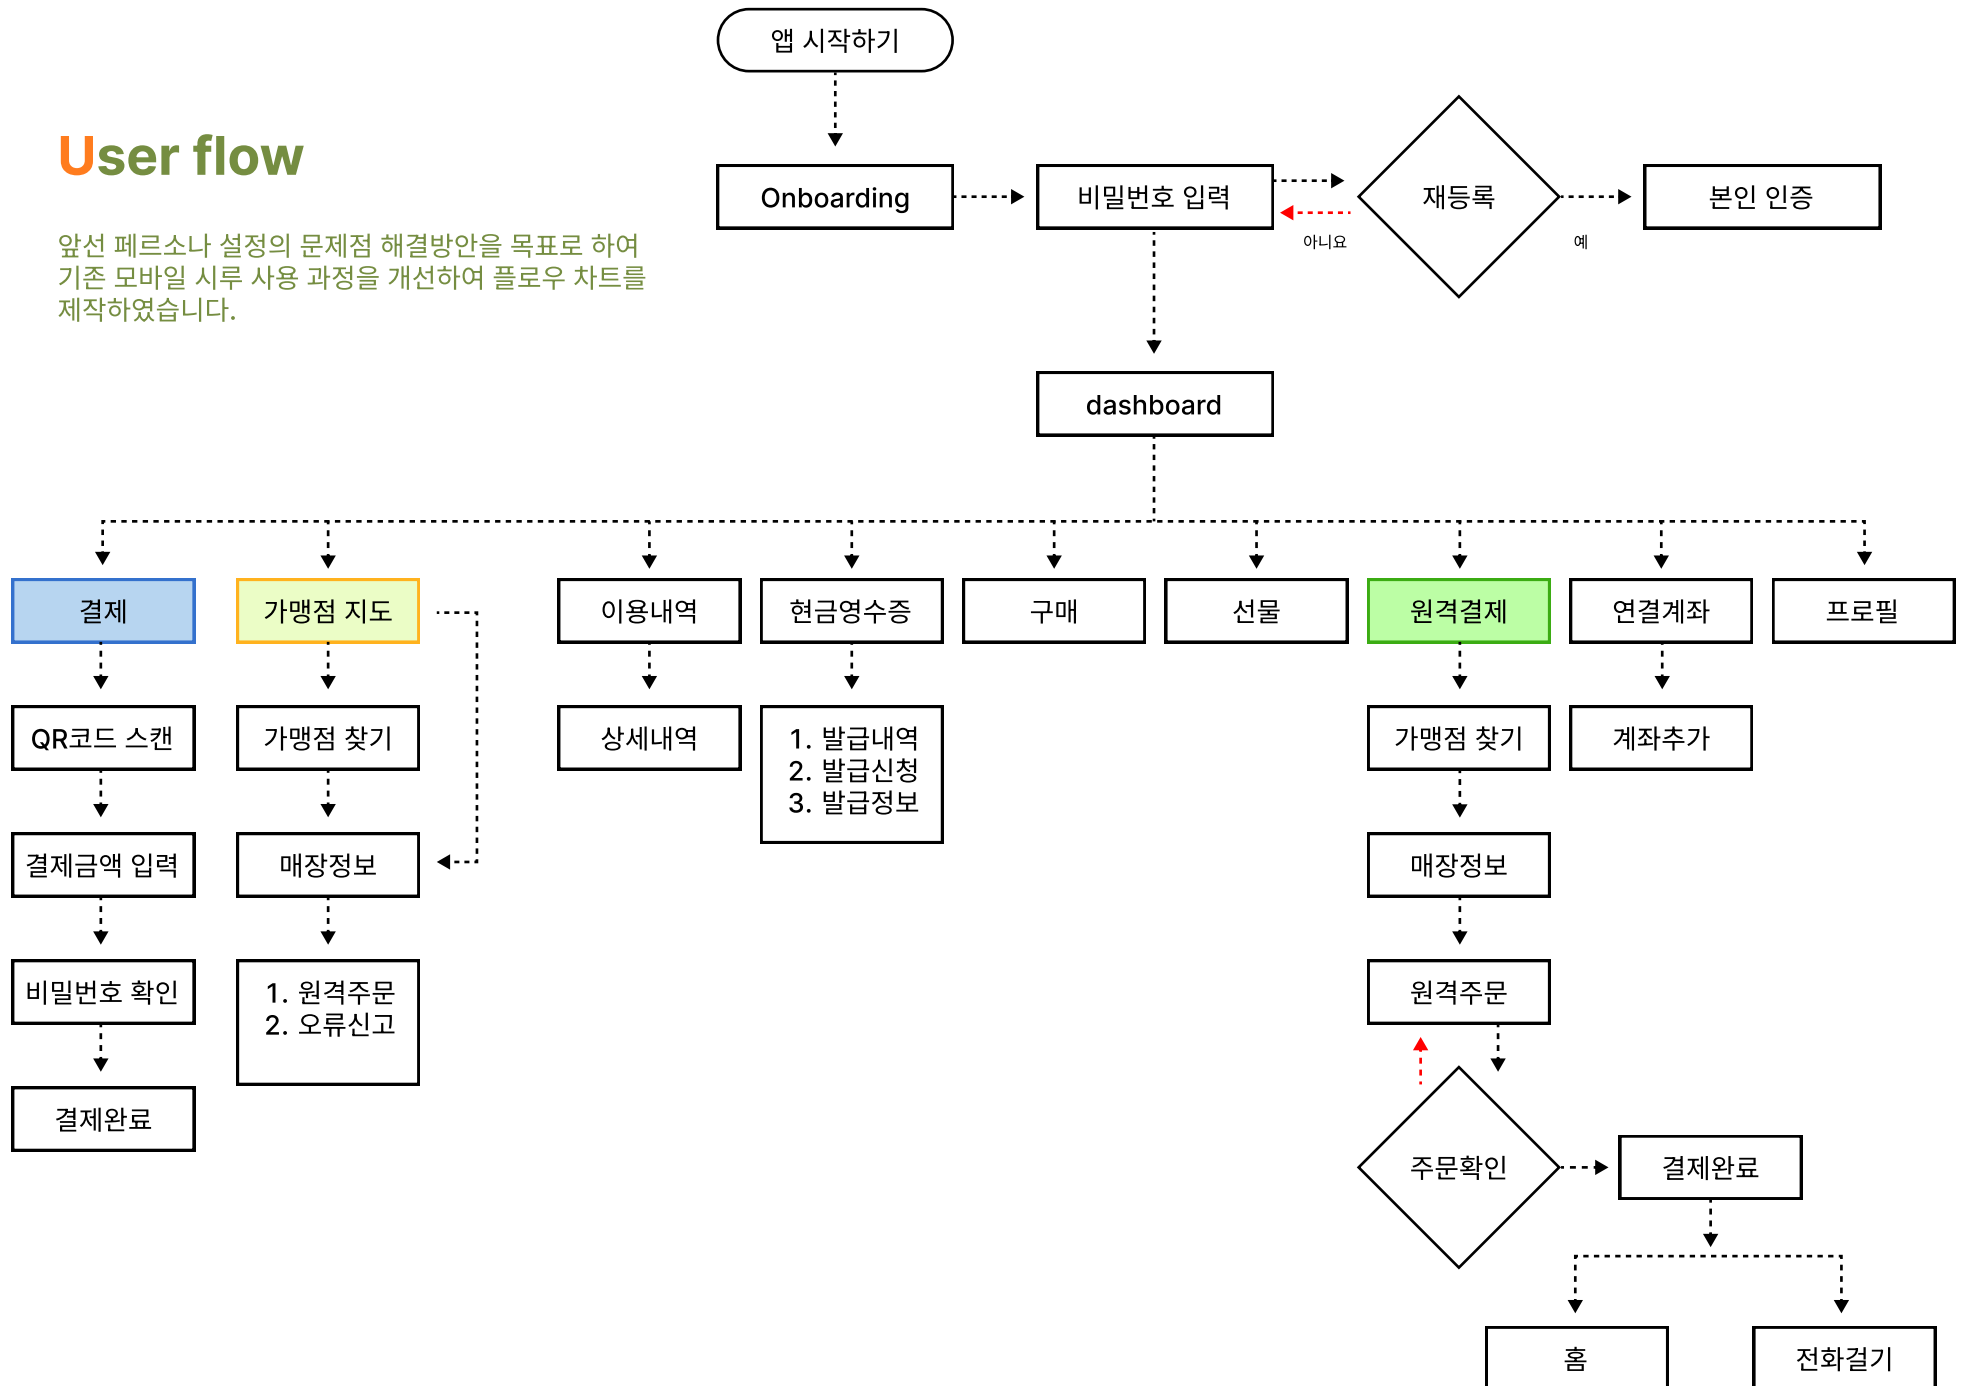 앱 시작하기
User flow
앞선 페르소나 설정의 문제점 해결방안을 목표로 하여
기존 모바일 시루 사용 과정을 개선하여 플로우 차트를
제작하였습니다.
Onboarding
비밀번호 입력
재등록
본인 인증
아니요
예
dashboard
결제
가맹점 지도
이용내역
현금영수증
구매
선물
원격결제
연결계좌
프로필
QR코드 스캔
가맹점 찾기
상세내역
1. 발급내역
2. 발급신청
3. 발급정보
가맹점 찾기
계좌추가
결제금액 입력
매장정보
매장정보
비밀번호 확인
1. 원격주문
2. 오류신고
원격주문
결제완료
주문확인
결제완료
홈
전화걸기